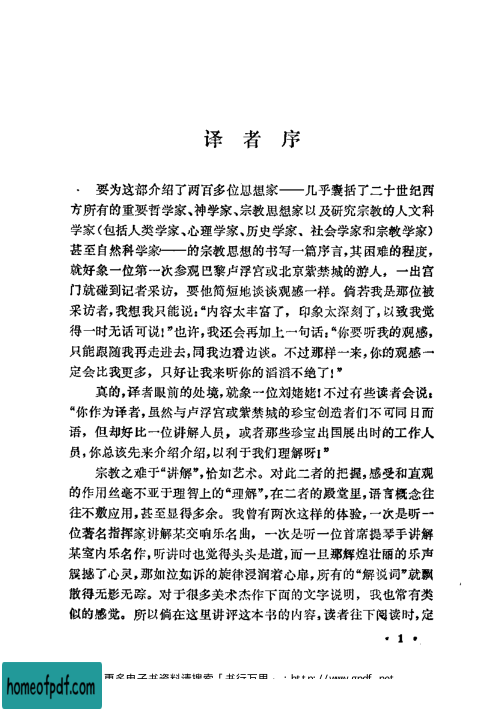 译者序
要为这部介绍了两百多位思想家——几乎囊括了二十世纪西
方所有的重要哲学家、神学家、宗教思想家以及研究宗教的人文科
学家(包括人类学家、心理学家、历史学家、社会学家和宗教学家)
甚至自然科学家——的宗教思想的书写一篇序言,其困难的程度,
就好象一位第一次参观巴黎卢浮宫或北京紫禁城的游人,一出宫
门就碰到记者采访,要他简短地谈谈观感一样。倘若我是那位被
采访者,我想我只能说:“内容太丰富了,印象太深刻了,以致我觉
得一时无话可说!”也许,我还会再加上一句话:“你要听我的观感,
只能跟随我再走进去,同我边看边谈。不过那样一来,你的观感一
定会比我更多,只好让我来听你的滔滔不绝了!”
真的,译者眼前的处境,就象一位刘姥姥!不过有些读者会说:
“你作为译者,虽然与卢浮宫或紫禁城的珍宝创造者们不可同日而
语,但却好比一位讲解人员,或者那些珍宝出国展出时的工作人
员,你总该先来介绍介绍,以利于我们理解呀!”
宗教之难于“讲解”,恰如艺术。对此二者的把握,感受和直观
的作用丝毫不亚于理智上的“理解”,在二者的殿堂里,语言概念往
往不敷应用,甚至显得多余。我曾有两次这样的体验,一次是听一
位著名指挥家讲解某交响乐名曲,一次是听一位首席提琴手讲解
某室内乐名作,听讲时也觉得头头是道,而一旦那辉煌壮丽的乐声
震撼了心灵,那如泣如诉的旋律浸润着心扉,所有的“解说词”就飘
散得无影无踪。对于很多美术杰作下面的文字说明,我也常有类
似的感觉。所以倘在这里讲评这本书的内容,读者往下阅读时,定
• 1 •
更多电子书资料请搜索「书行万里」:http://www.gpdf.net
homeofpdf.com